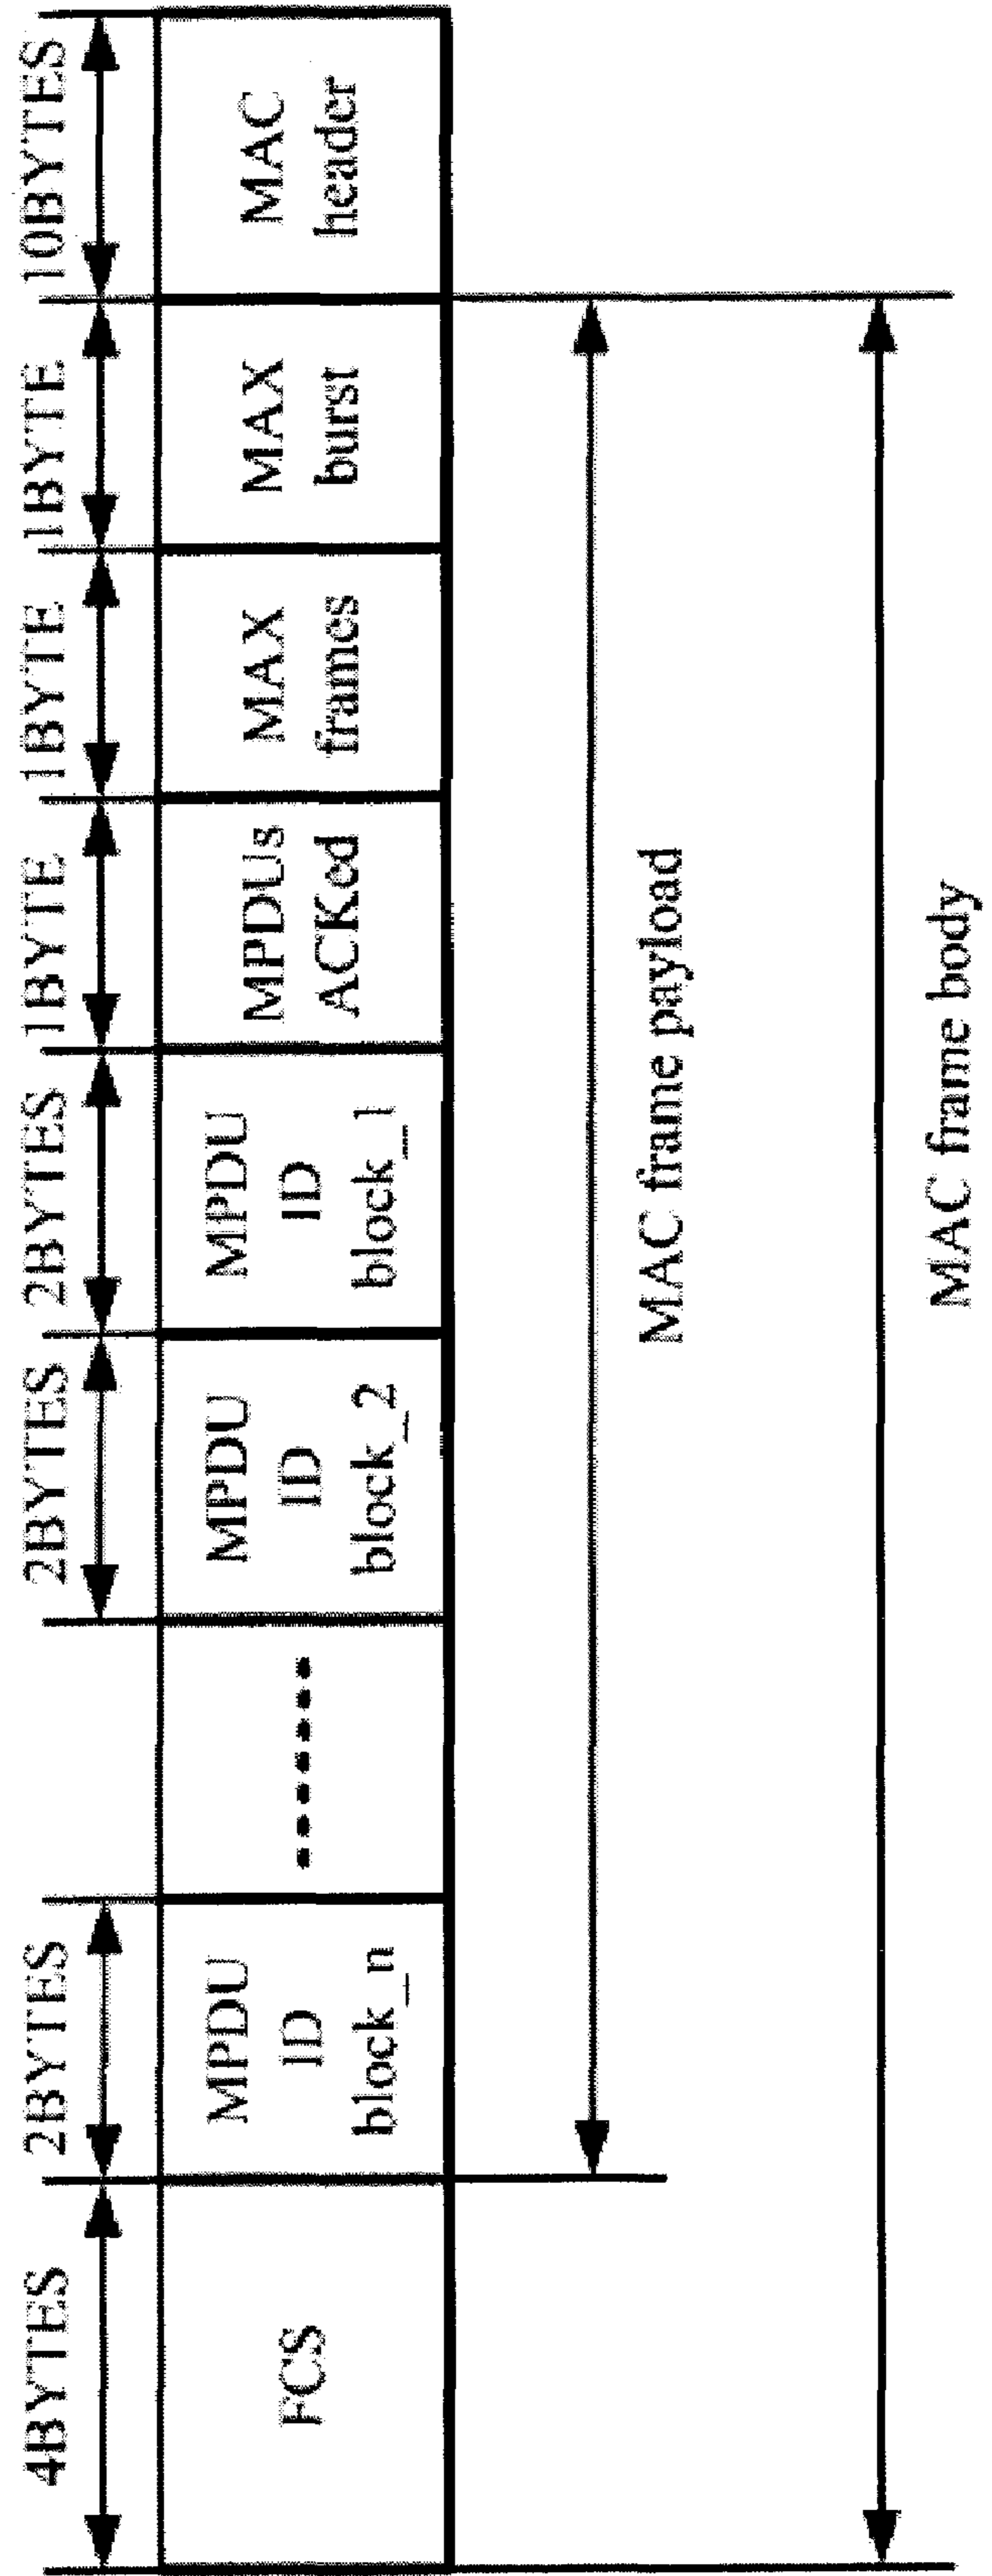 4BYTES
2BYTES
2BYTES
2BYTES
1BYTE
1BYTE
1BYTE
10BYTES
FCS
MPDU
ID
block_n
MPDU
ID
block_2
MPDU
ID
block_1
MPDUs
ACKed
MAX
frames
MAX
burst
MAC
header
MAC frame payload
MAC frame body